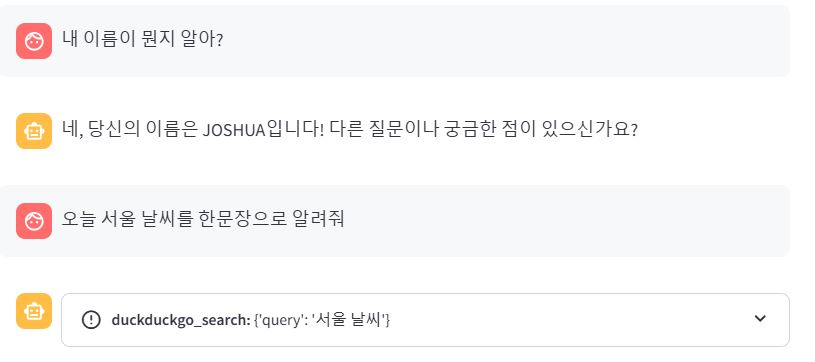 내 이름이 뭔지 알아?
네, 당신의 이름은 JOSHUA입니다! 다른 질문이나 궁금한 점이 있으신가요?
오늘 서울 날씨를 한문장으로 알려줘
duckduckgo_search: {'query': '서울 날씨'}